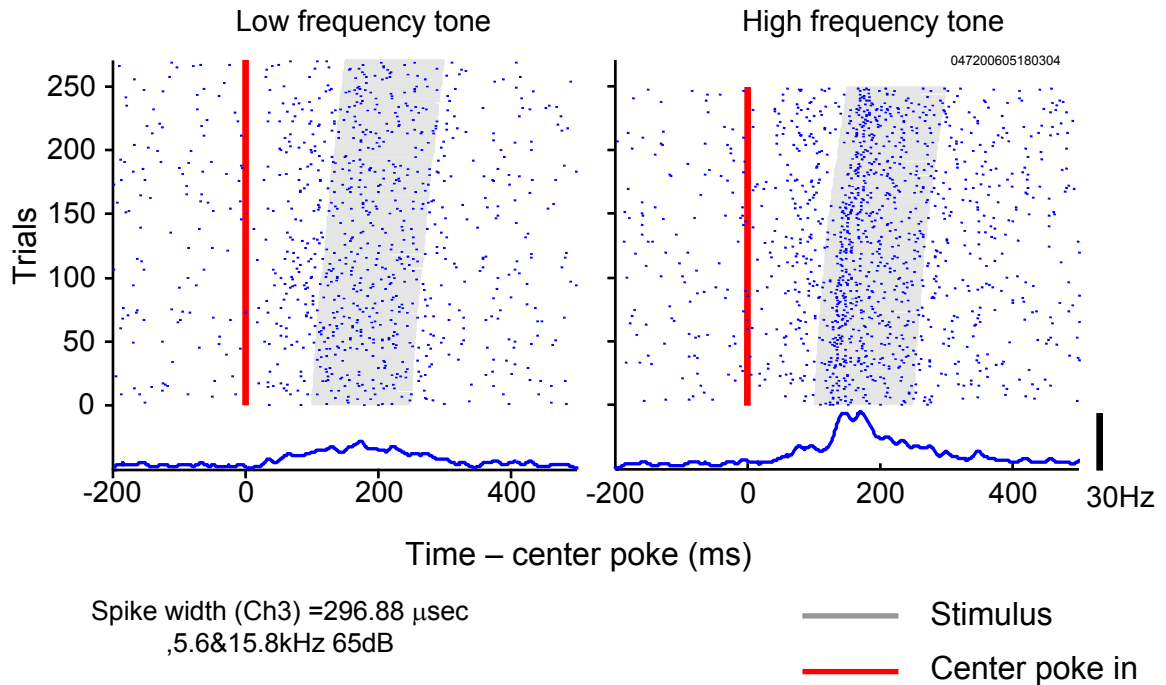 Low frequency tone
High frequency tone
047200605180304
Trials
250
200
150
100
50
0
-200 0 200 400
-200 0 200 400
30Hz
Time – center poke (ms)
Spike width (Ch3) =296.88 μsec
,5.6&15.8kHz 65dB
Stimulus
Center poke in